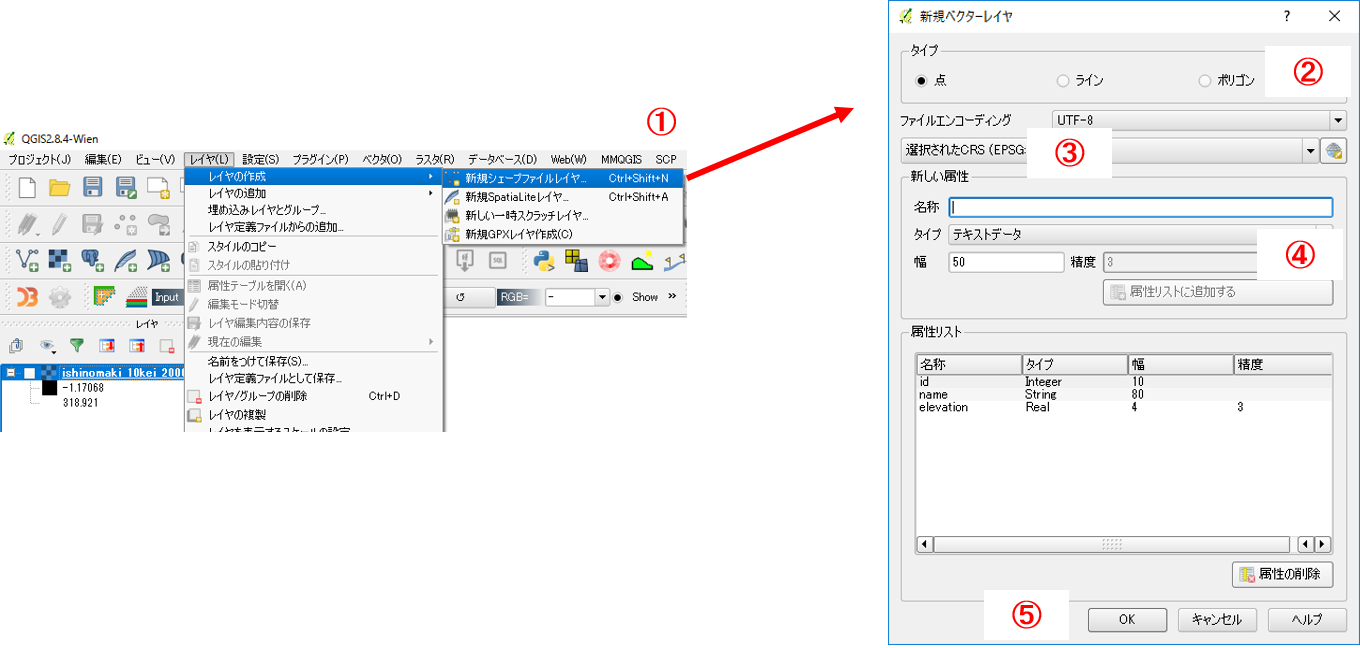 ①
QGIS2.8.4-Wien
プロジェクト(J) 編集(E) ビュー(V) レイヤ(L) 設定(S) プラグイン(P) ベクタ(O) ラスタ(R) データベース(D) Web(W) MMQGIS SCP
レイヤの作成
レイヤの追加
埋め込みレイヤとグループ...
レイヤ定義ファイルからの追加...
スタイルのコピー
スタイルの貼り付け
属性テーブルを開く(A)
編集モード切替
レイヤ編集内容の保存
現在の編集
名前をつけて保存(S)...
レイヤ定義ファイルとして保存...
レイヤ/グループの削除 Ctrl+D
レイヤの複製
レイヤを表示するスケールの設定
新規シェープファイルレイヤ... Ctrl+Shift+N
新規SpatiaLiteレイヤ... Ctrl+Shift+A
新しい一時スクラッチレイヤ...
新規GPXレイヤ作成(C)
SQL
Input
RGB= - Show »
レイヤ
ishinomaki_10kei_200
-1.17068
318.921
新規ベクターレイヤ ?
タイプ
点 ライン ポリゴン ②
ファイルエンコーディング UTF-8
選択されたCRS (EPSG: ③
新しい属性
名称
タイプ テキストデータ
幅 50 精度 3 ④
属性リストに追加する
属性リスト
名称 タイプ 幅 精度
id Integer 10
name String 80
elevation Real 4 3
属性の削除
⑤ OK キャンセル ヘルプ